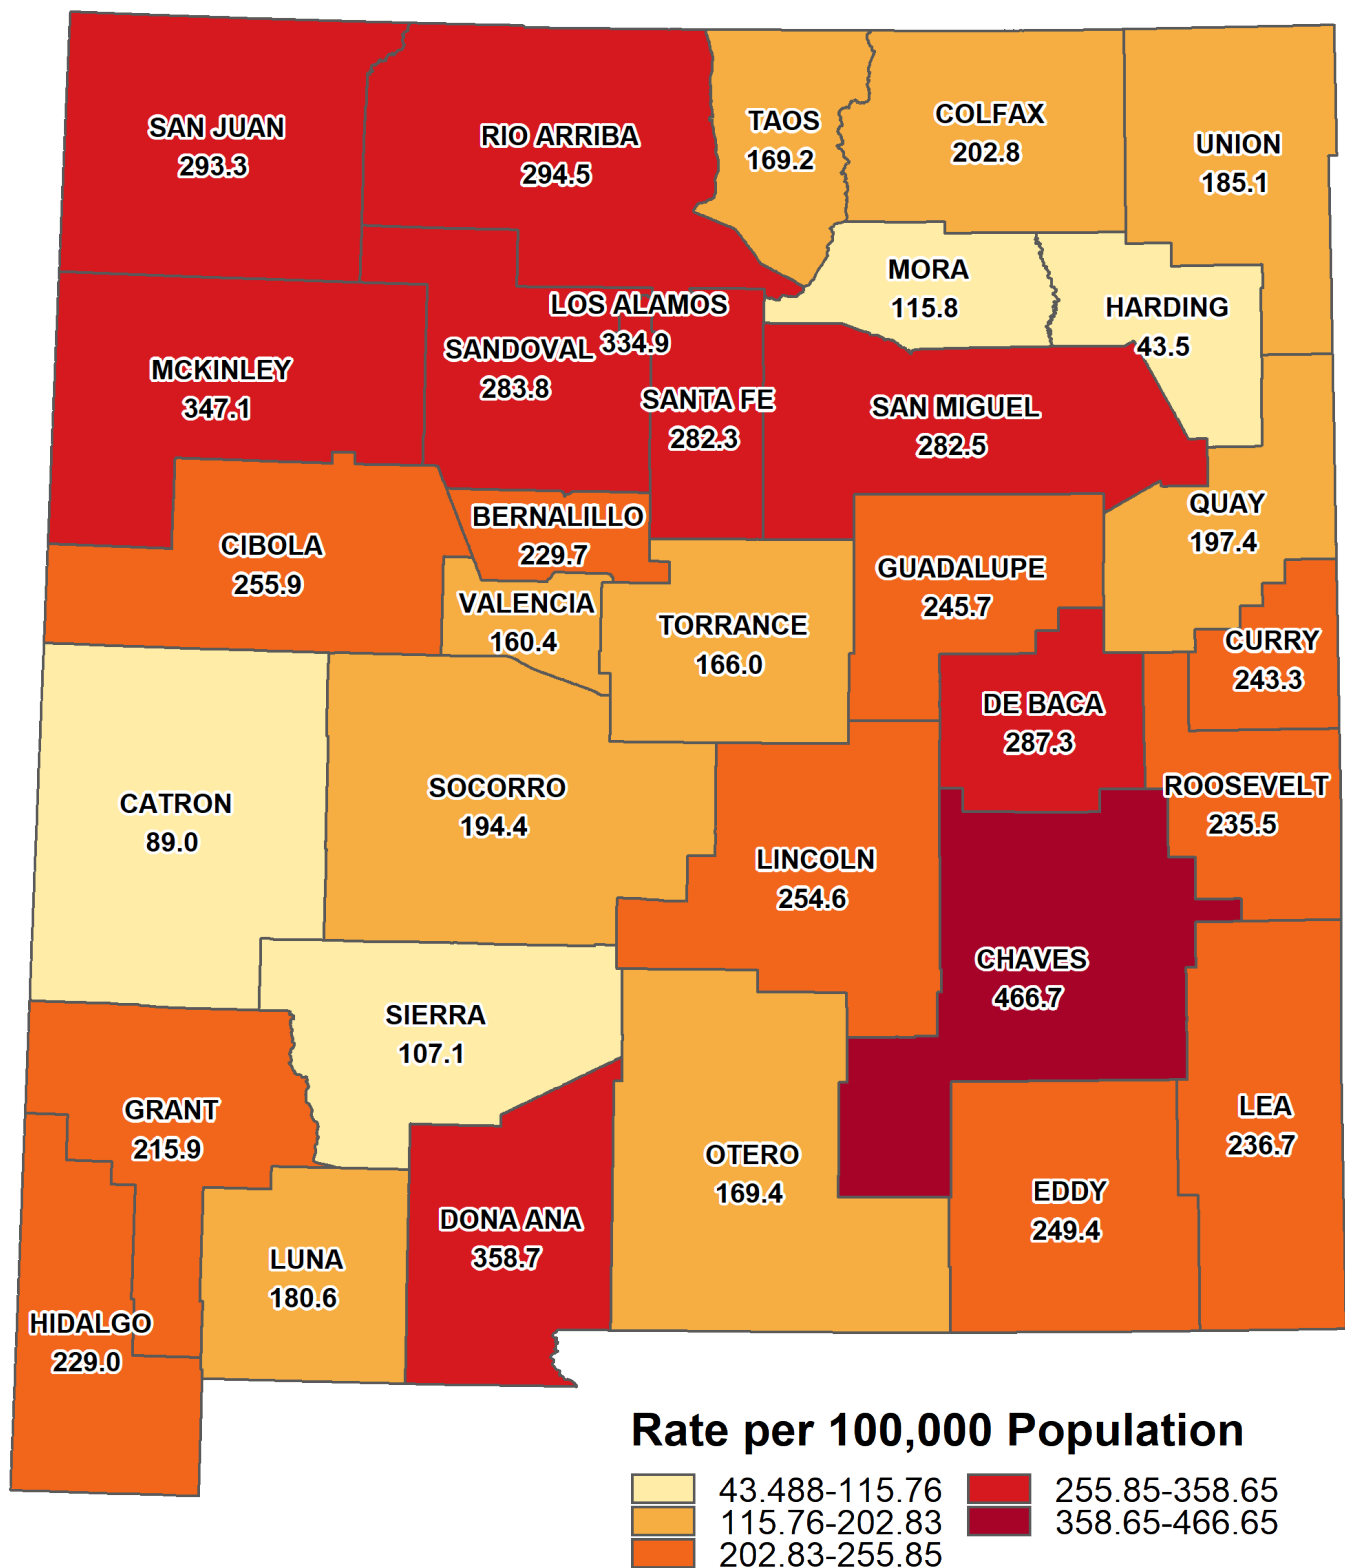 SAN JUAN
293.3
RIO ARRIBA
294.5
TAOS
169.2
COLFAX
202.8
UNION
185.1
MORA
115.8
HARDING
43.5
LOS ALAMOS
334.9
SANDOVAL
283.8
MCKINLEY
347.1
SANTA FE
282.3
SAN MIGUEL
282.5
QUAY
197.4
BERNALILLO
229.7
CIBOLA
255.9
GUADALUPE
245.7
VALENCIA
160.4
TORRANCE
166.0
CURRY
243.3
DE BACA
287.3
ROOSEVELT
235.5
CATRON
89.0
SOCORRO
194.4
LINCOLN
254.6
CHAVES
466.7
SIERRA
107.1
GRANT
215.9
LEA
236.7
OTERO
169.4
EDDY
249.4
DONA ANA
358.7
LUNA
180.6
HIDALGO
229.0
Rate per 100,000 Population
43.488-115.76
115.76-202.83
202.83-255.85
255.85-358.65
358.65-466.65